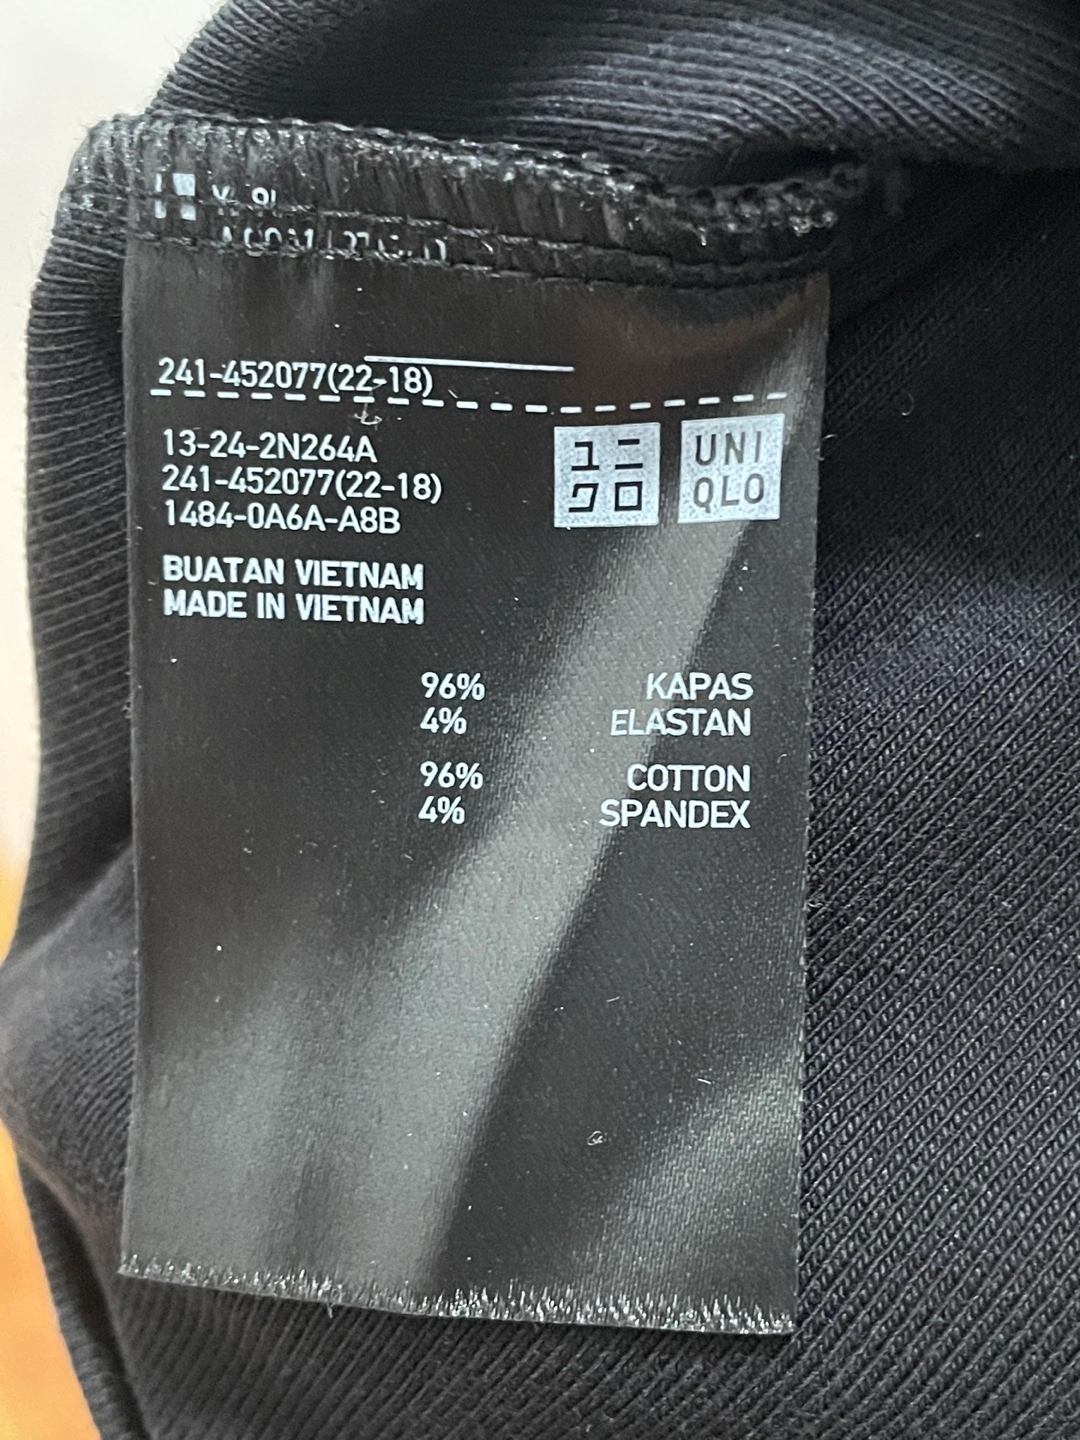 241-452077(22-18)
13-24-2N264A
241-452077(22-18)
1484-0A6A-A8B
ユニ
クロ
UNI
QLO
BUATAN VIETNAM
MADE IN VIETNAM
96% KAPAS
4% ELASTAN
96% COTTON
4% SPANDEX